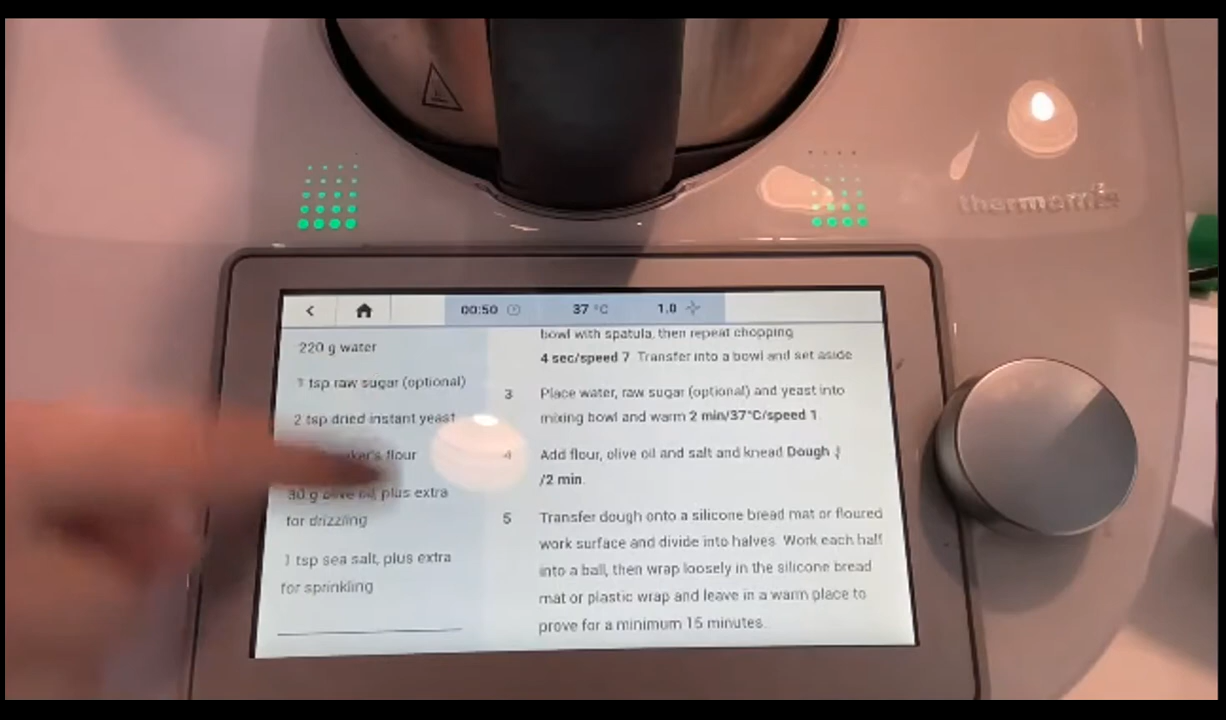 thermomix
00:50 37 °C 1.0
220 g water
1 tsp raw sugar (optional)
2 tsp dried instant yeast
flour
30 g olive oil, plus extra
for drizzling
1 tsp sea salt, plus extra
for sprinkling
bowl with spatula, then repeat chopping
4 sec/speed 7. Transfer into a bowl and set aside
3 Place water, raw sugar (optional) and yeast into
mixing bowl and warm 2 min/37°C/speed 1.
4 Add flour, olive oil and salt and knead Dough
/2 min.
5 Transfer dough onto a silicone bread mat or floured
work surface and divide into halves. Work each half
into a ball, then wrap loosely in the silicone bread
mat or plastic wrap and leave in a warm place to
prove for a minimum 15 minutes.